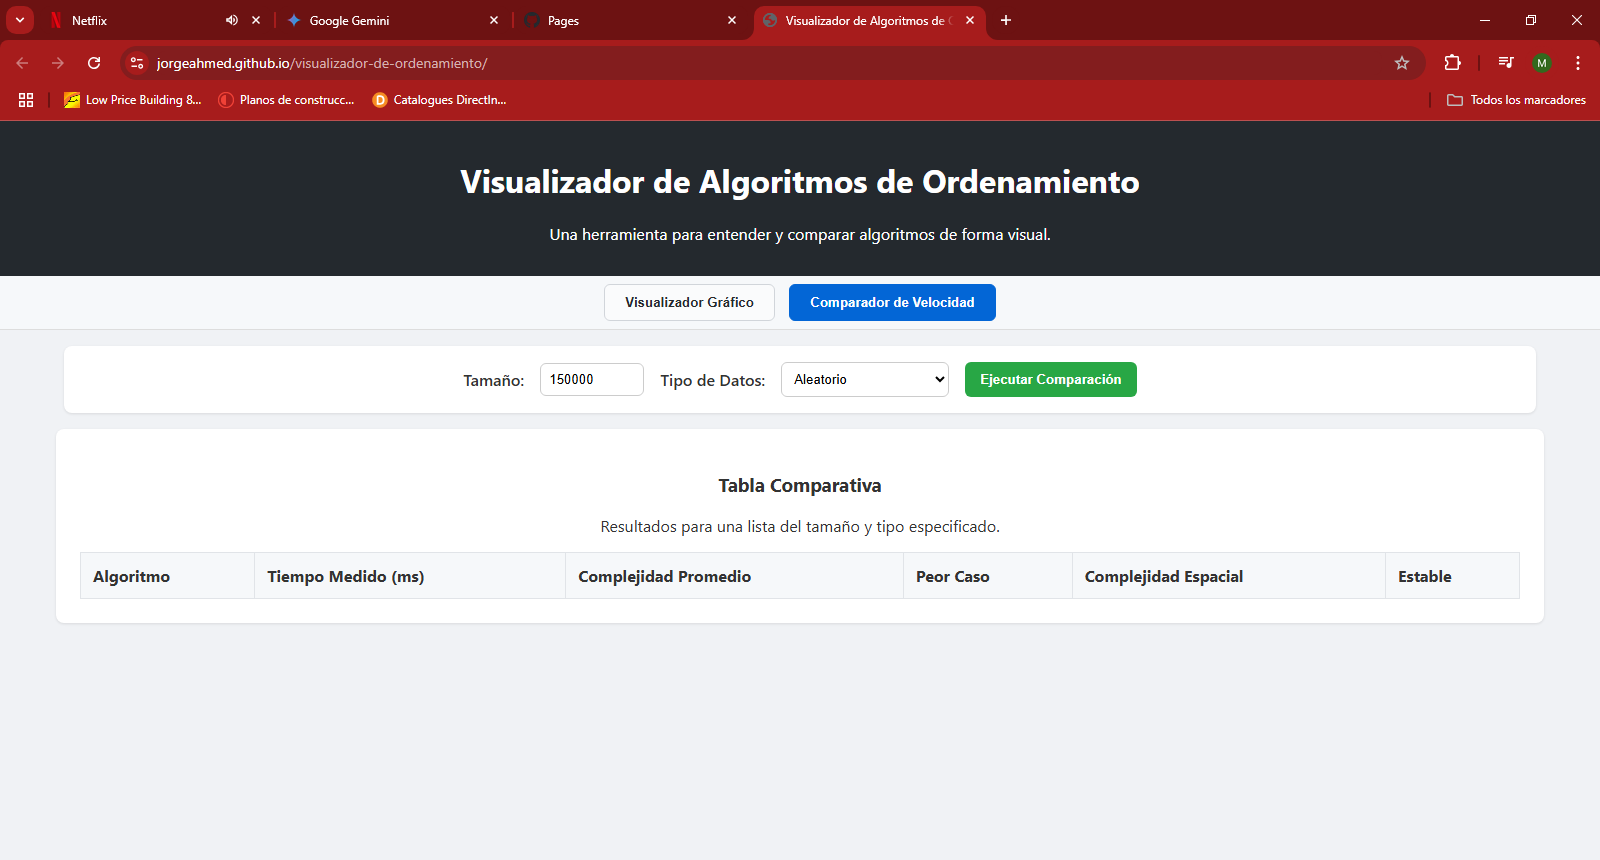 Netflix
Google Gemini
Pages
Visualizador de Algoritmos de
jorgeahmed.github.io/visualizador-de-ordenamiento/
M
Low Price Building 8...
Planos de construcc...
D
Catalogues DirectIn...
Todos los marcadores
Visualizador de Algoritmos de Ordenamiento
Una herramienta para entender y comparar algoritmos de forma visual.
Visualizador Gráfico
Comparador de Velocidad
Tamaño: 150000 Tipo de Datos: Aleatorio Ejecutar Comparación
Tabla Comparativa
Resultados para una lista del tamaño y tipo especificado.
Algoritmo Tiempo Medido (ms) Complejidad Promedio Peor Caso Complejidad Espacial Estable